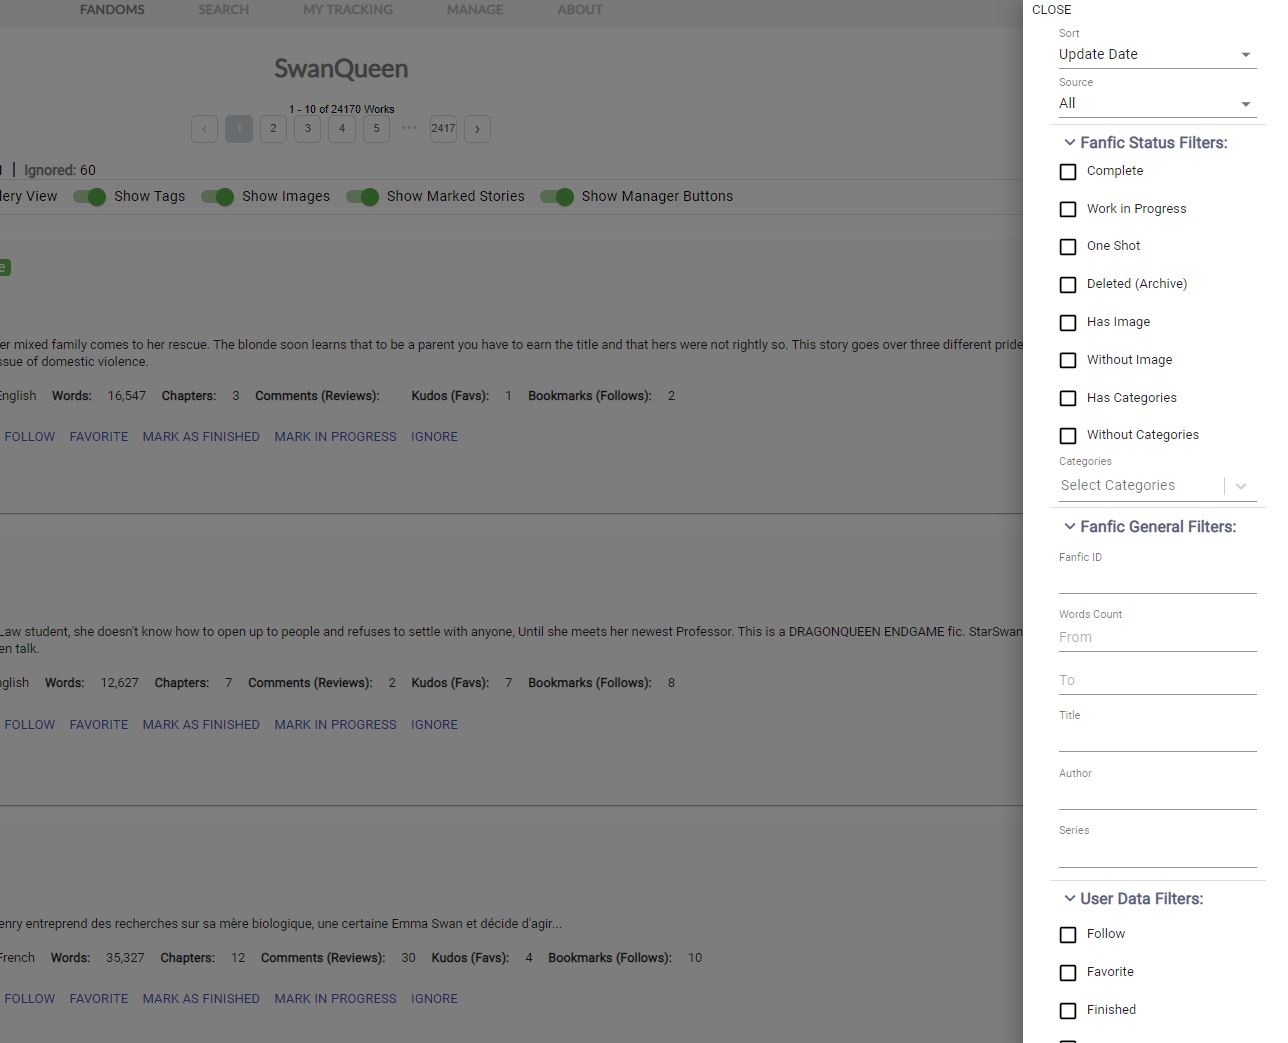 FANDOMS SEARCH MY TRACKING MANAGE ABOUT
SwanQueen
1 - 10 of 24170 Works
‹ 1 2 3 4 5 ••• 2417 ›
Ignored: 60
lery View Show Tags Show Images Show Marked Stories Show Manager Buttons
er mixed family comes to her rescue. The blonde soon learns that to be a parent you have to earn the title and that hers were not rightly so. This story goes over three different pride
ssue of domestic violence.
English Words: 16,547 Chapters: 3 Comments (Reviews): Kudos (Favs): 1 Bookmarks (Follows): 2
FOLLOW FAVORITE MARK AS FINISHED MARK IN PROGRESS IGNORE
Law student, she doesn't know how to open up to people and refuses to settle with anyone, Until she meets her newest Professor. This is a DRAGONQUEEN ENDGAME fic. StarSwan
en talk.
nglish Words: 12,627 Chapters: 7 Comments (Reviews): 2 Kudos (Favs): 7 Bookmarks (Follows): 8
FOLLOW FAVORITE MARK AS FINISHED MARK IN PROGRESS IGNORE
enry entreprend des recherches sur sa mère biologique, une certaine Emma Swan et décide d'agir...
French Words: 35,327 Chapters: 12 Comments (Reviews): 30 Kudos (Favs): 4 Bookmarks (Follows): 10
FOLLOW FAVORITE MARK AS FINISHED MARK IN PROGRESS IGNORE
CLOSE
Sort
Update Date
Source
All
Fanfic Status Filters:
Complete
Work in Progress
One Shot
Deleted (Archive)
Has Image
Without Image
Has Categories
Without Categories
Categories
Select Categories
Fanfic General Filters:
Fanfic ID
Words Count
From
To
Title
Author
Series
User Data Filters:
Follow
Favorite
Finished